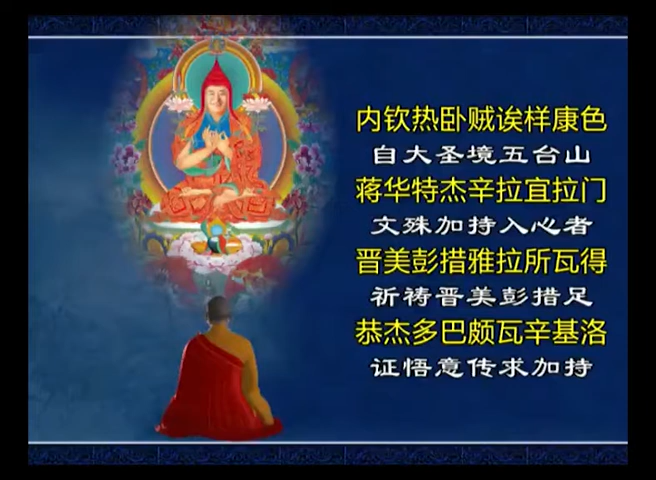 内钦热卧贼诶样康色
自大圣境五台山
蒋华特杰辛拉宜拉门
文殊加持入心者
晋美彭措雅拉所瓦得
祈祷晋美彭措足
恭杰多巴颇瓦辛基洛
证悟意传求加持